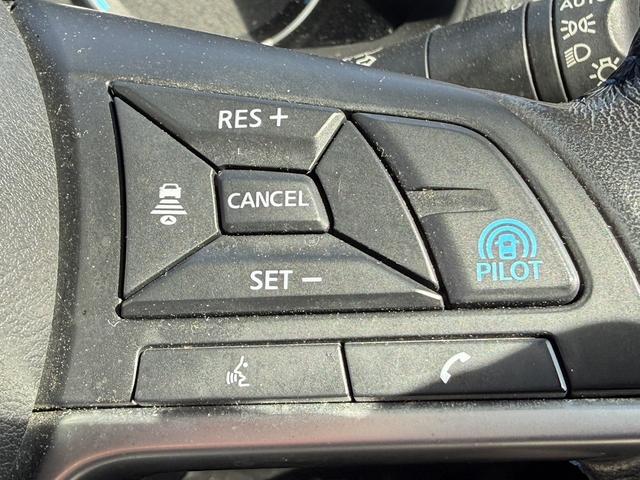 AUTO
RES +
CANCEL
SET −
PILOT